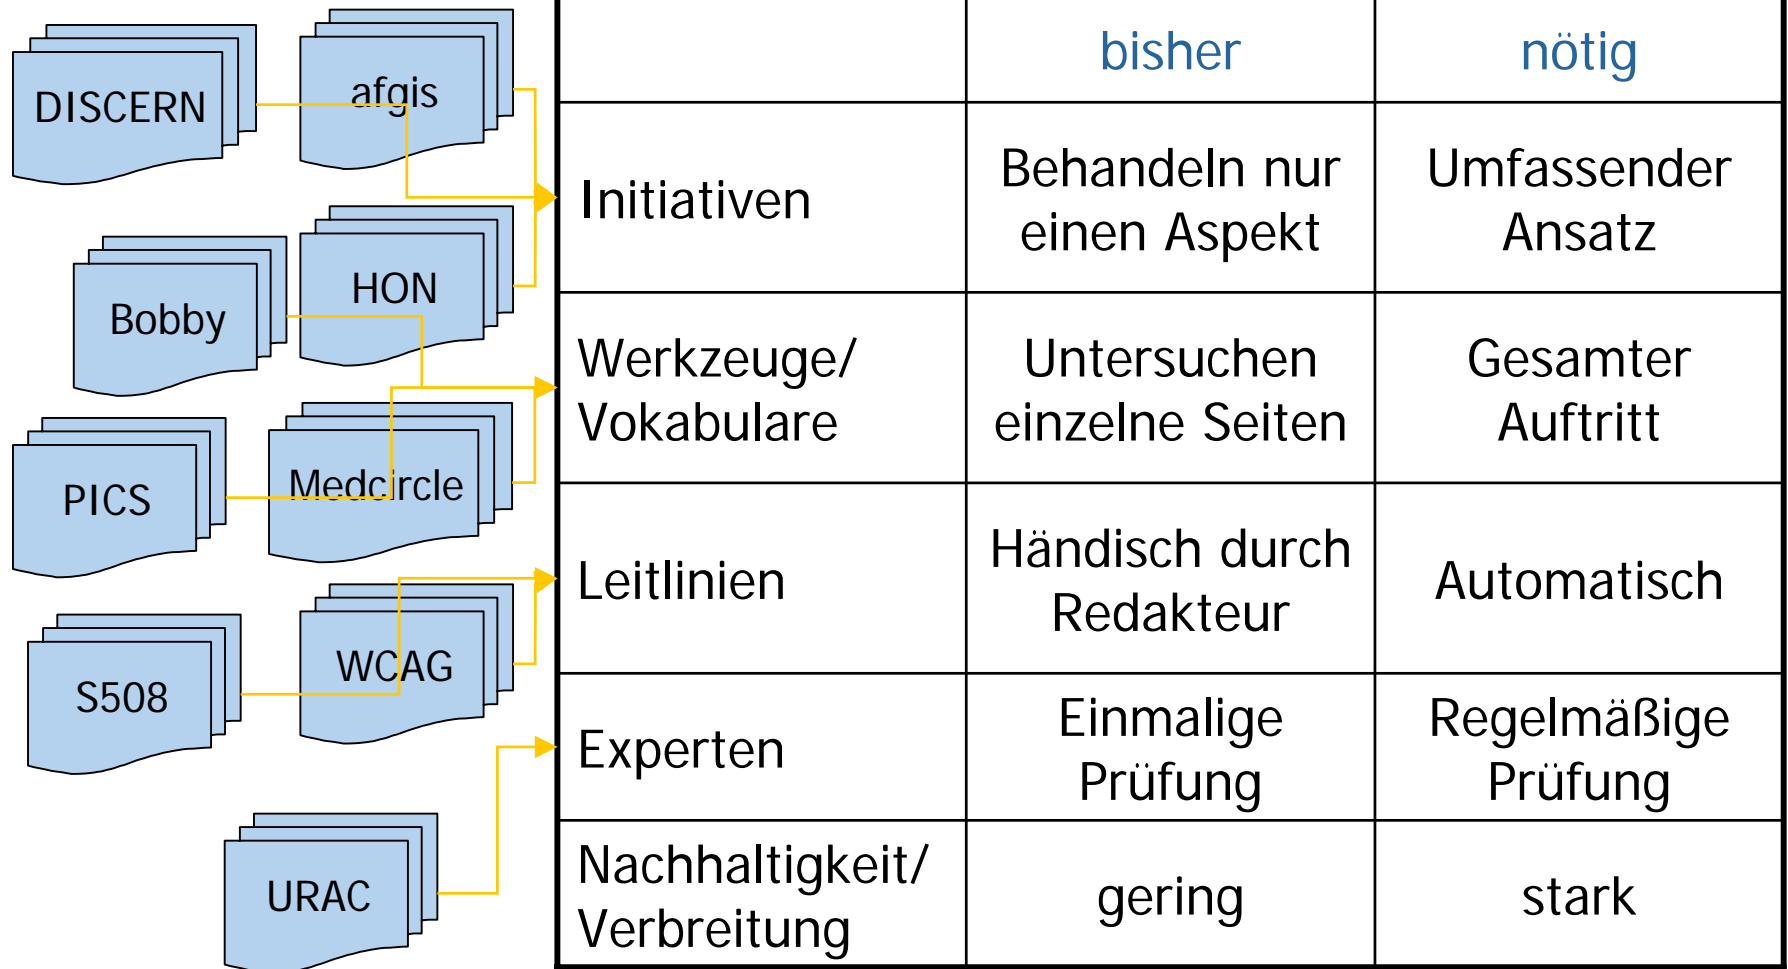 DISCERN
afgis
HON
Bobby
PICS
Medcircle
S508
WCAG
URAC
bisher
nötig
Initiativen
Behandeln nur
einen Aspekt
Umfassender
Ansatz
Werkzeuge/
Vokabulare
Untersuchen
einzelne Seiten
Gesamter
Auftritt
Leitlinien
Händisch durch
Redakteur
Automatisch
Experten
Einmalige
Prüfung
Regelmäßige
Prüfung
Nachhaltigkeit/
Verbreitung
gering
stark